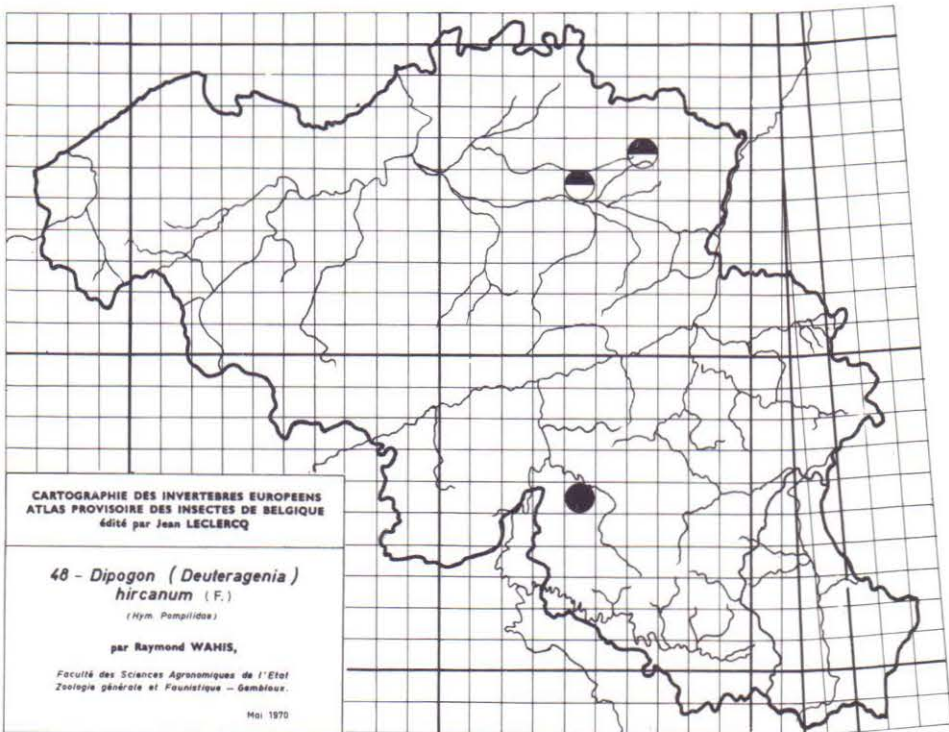 CARTOGRAPHIE DES INVERTEBRES EUROPEENS
ATLAS PROVISOIRE DES INSECTES DE BELGIQUE
édité par Jean LECLERCQ
48 - Dipogon ( Deuteragenia )
hircanum ( F. )
( Hym. Pompilidae )
par Raymond WAHIS,
Faculté des Sciences Agronomiques de l'Etat
Zoologie générale et Faunistique — Gembloux.
Mai 1970